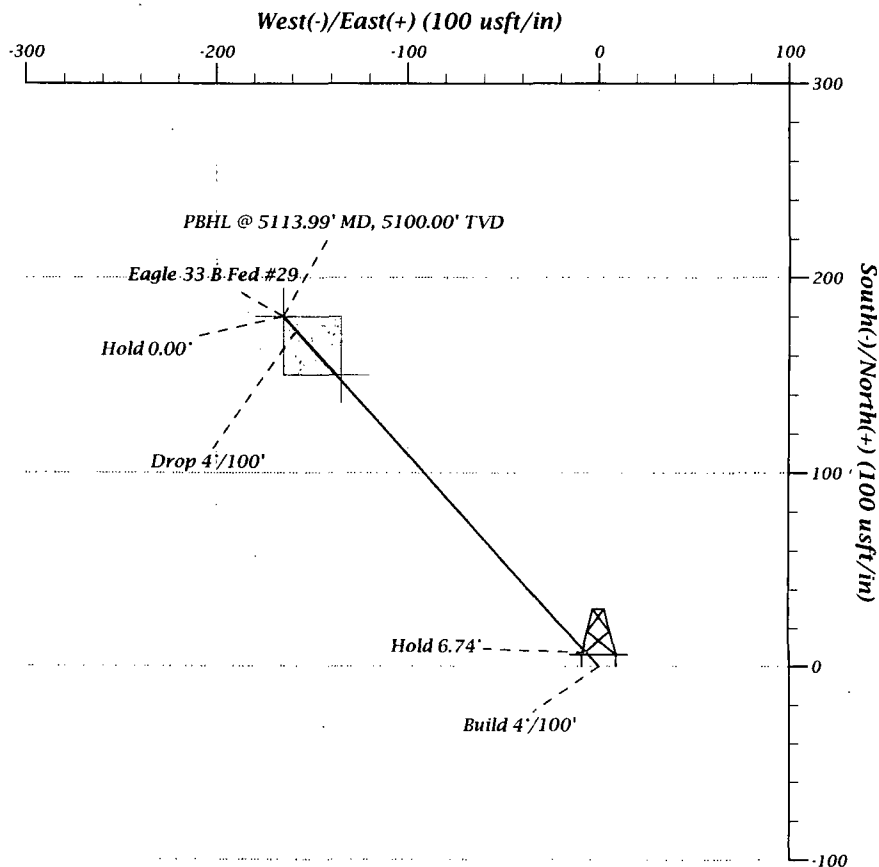 West(-)/East(+) (100 usft/in)
-300
-200
-100
0
100
300
PBHL @ 5113.99' MD, 5100.00' TVD
Eagle 33 B Fed #29
200
Hold 0.00°
Drop 4°/100'
100
South(-)/North(+) (100 usft/in)
Hold 6.74°
0
Build 4°/100'
-100